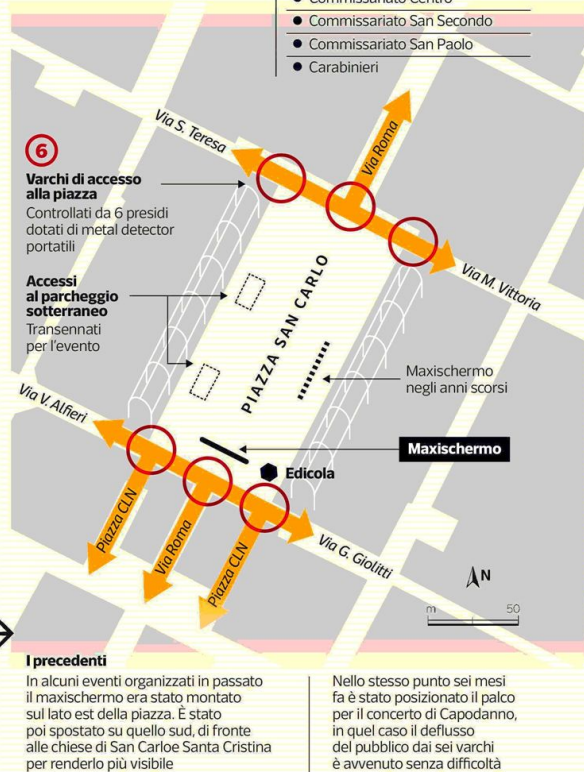 Commissariato Centro
Commissariato San Secondo
Commissariato San Paolo
Carabinieri
Via S. Teresa
Via Roma
Via M. Vittoria
6
Varchi di accesso
alla piazza
Controllati da 6 presidi
dotati di metal detector
portatili
Accessi
al parcheggio
sotterraneo
Transennati
per l'evento
PIAZZA SAN CARLO
Maxischermo
negli anni scorsi
Maxischermo
Edicola
Via V. Alfieri
Piazza CLN
Via Roma
Piazza CLN
Via G. Giolitti
N
m 50
I precedenti
In alcuni eventi organizzati in passato
il maxischermo era stato montato
sul lato est della piazza. È stato
poi spostato su quello sud, di fronte
alle chiese di San Carloe Santa Cristina
per renderlo più visibile
Nello stesso punto sei mesi
fa è stato posizionato il palco
per il concerto di Capodanno,
in quel caso il deflusso
del pubblico dai sei varchi
è avvenuto senza difficoltà